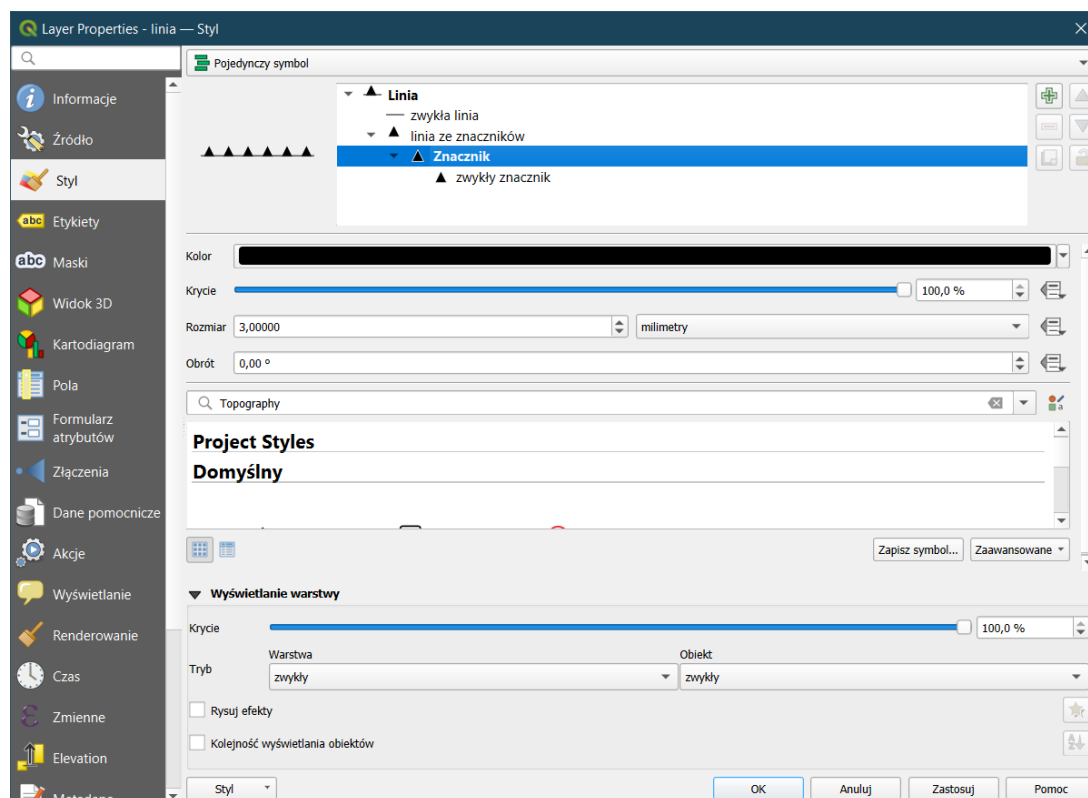 Layer Properties - linia — Styl
Informacje
Źródło
Styl
abc Etykiety
abc Maski
Widok 3D
Kartodiagram
Pola
Formularz
atrybutów
Złączenia
Dane pomocnicze
Akcje
Wyświetlanie
Renderowanie
Czas
Zmienne
Elevation
Metadane
Pojedynczy symbol
Linia
zwykła linia
linia ze znaczników
Znacznik
zwykły znacznik
Kolor
Krycie 100,0 %
Rozmiar 3,00000 milimetry
Obrót 0,00 °
Topography
Project Styles
Domyślny
Zapisz symbol... Zaawansowane
Wyświetlanie warstwy
Krycie 100,0 %
Warstwa Obiekt
Tryb zwykły zwykły
Rysuj efekty
Kolejność wyświetlania obiektów
Styl OK Anuluj Zastosuj Pomoc